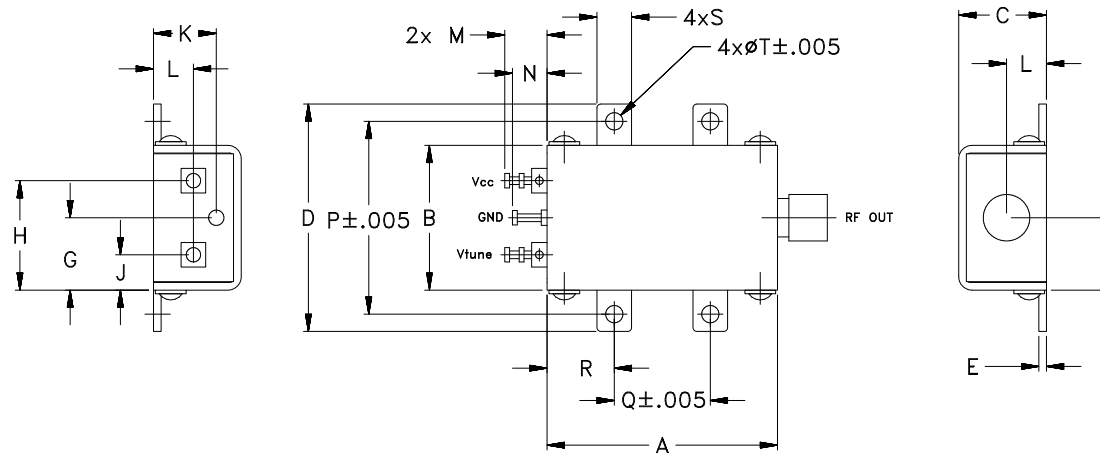 K
L
H
G
J
2x M
N
4xS
4xøT±.005
D
P±.005
B
Vcc
GND
Vtune
RF OUT
R
Q±.005
A
C
L
E